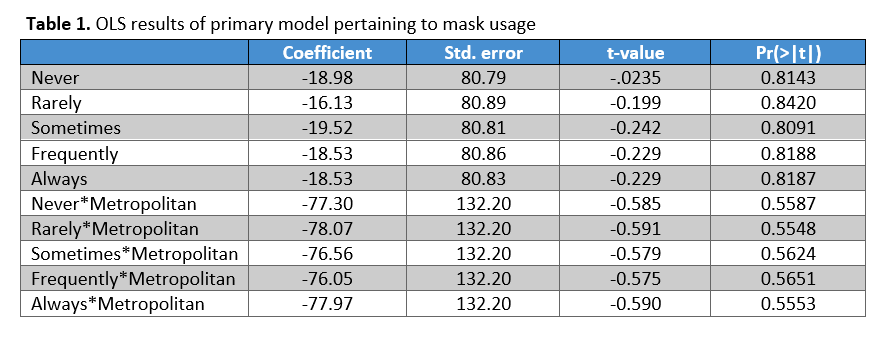 Table 1. OLS results of primary model pertaining to mask usage
Coefficient Std. error t-value Pr(>|t|)
Never -18.98 80.79 -.0235 0.8143
Rarely -16.13 80.89 -0.199 0.8420
Sometimes -19.52 80.81 -0.242 0.8091
Frequently -18.53 80.86 -0.229 0.8188
Always -18.53 80.83 -0.229 0.8187
Never*Metropolitan -77.30 132.20 -0.585 0.5587
Rarely*Metropolitan -78.07 132.20 -0.591 0.5548
Sometimes*Metropolitan -76.56 132.20 -0.579 0.5624
Frequently*Metropolitan -76.05 132.20 -0.575 0.5651
Always*Metropolitan -77.97 132.20 -0.590 0.5553